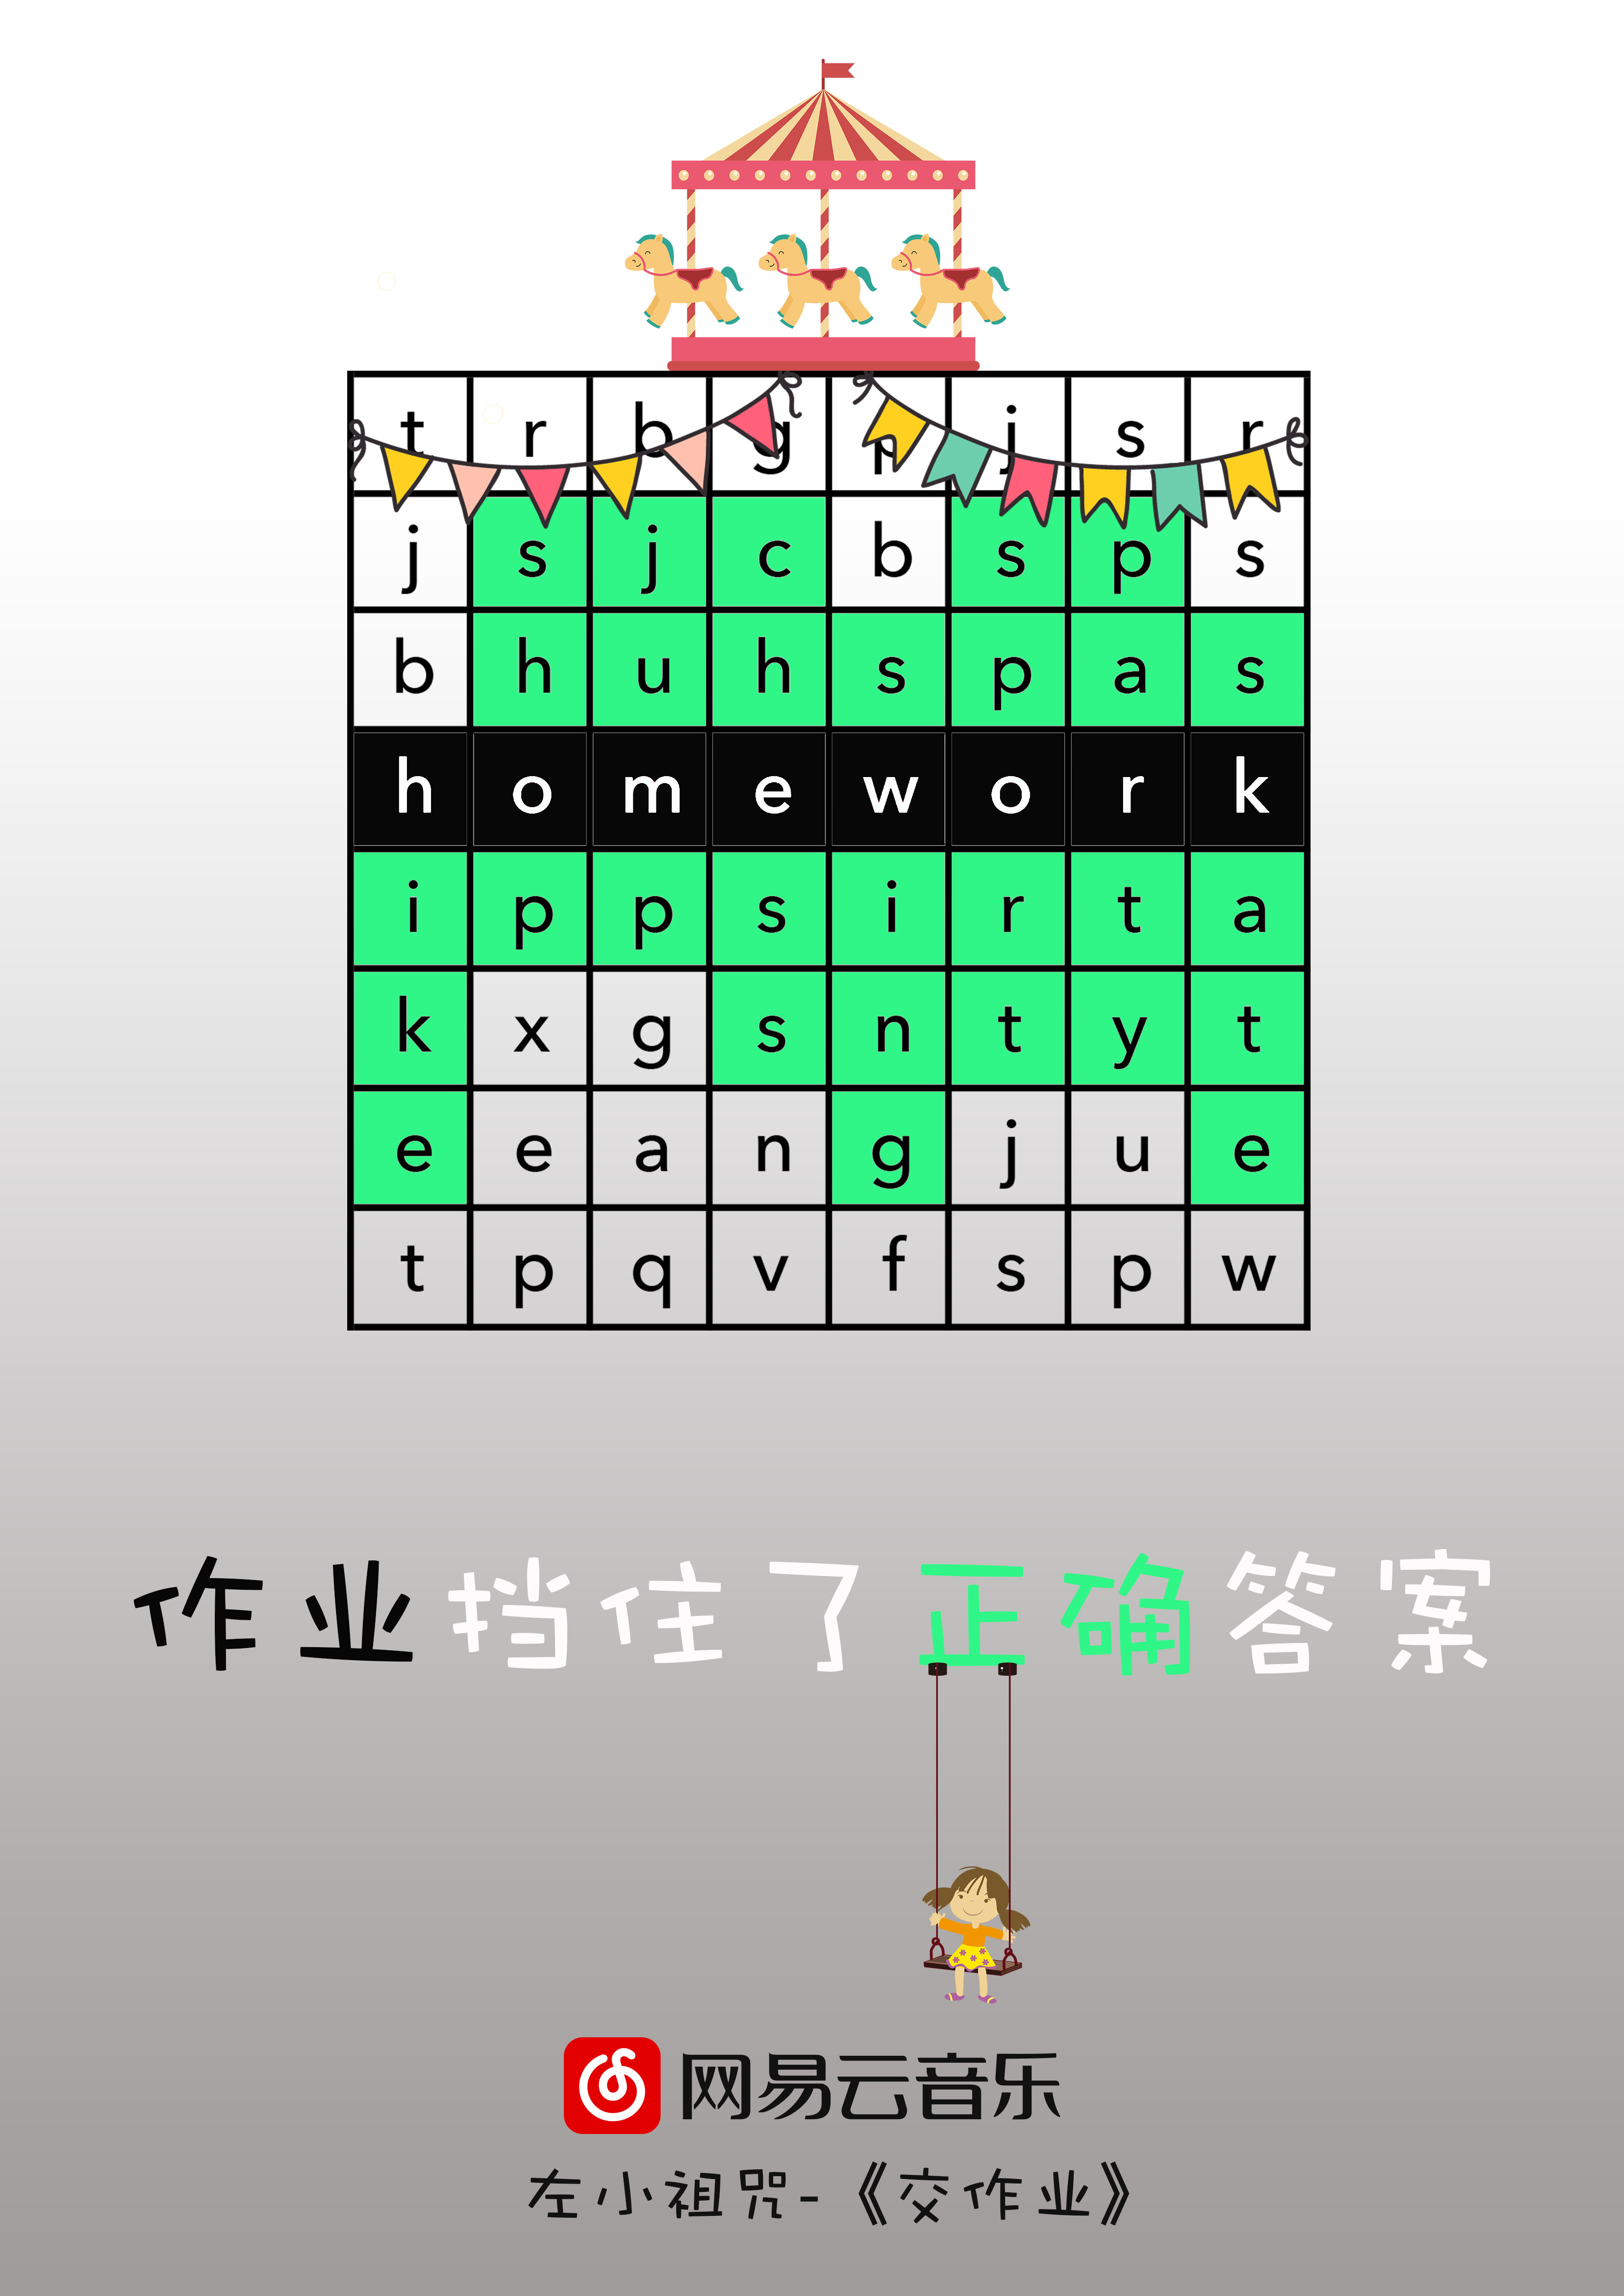 t r b g p j s r
j s j c b s p s
b h u h s p a s
h o m e w o r k
i p p s i r t a
k x g s n t y t
e e a n g j u e
t p q v f s p w
作业挡住了正确答案
网易云音乐
左小祖咒-《交作业》